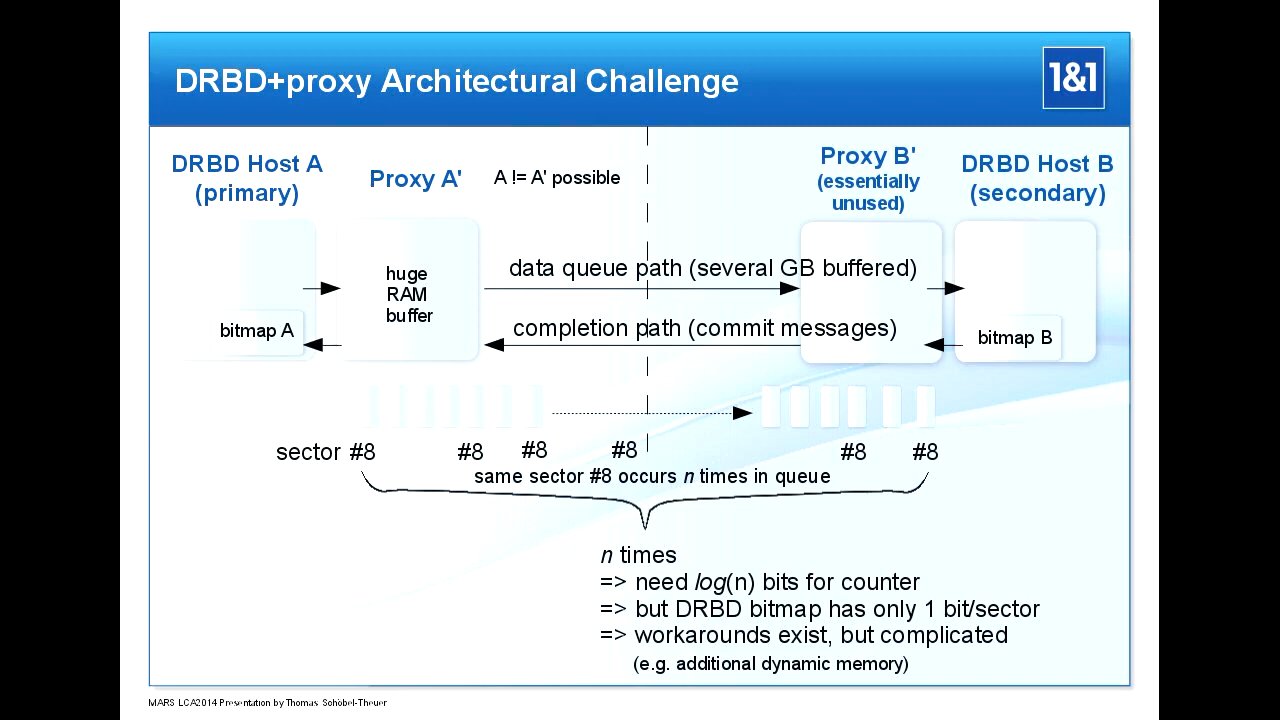 DRBD+proxy Architectural Challenge
1&1
DRBD Host A
(primary)
Proxy A'
A != A' possible
Proxy B'
(essentially
unused)
DRBD Host B
(secondary)
huge
RAM
buffer
data queue path (several GB buffered)
completion path (commit messages)
bitmap A
bitmap B
sector #8 #8 #8 #8 #8 #8
same sector #8 occurs n times in queue
n times
=> need log(n) bits for counter
=> but DRBD bitmap has only 1 bit/sector
=> workarounds exist, but complicated
(e.g. additional dynamic memory)
MARS LCA2014 Presentation by Thomas Schöbel-Theuer